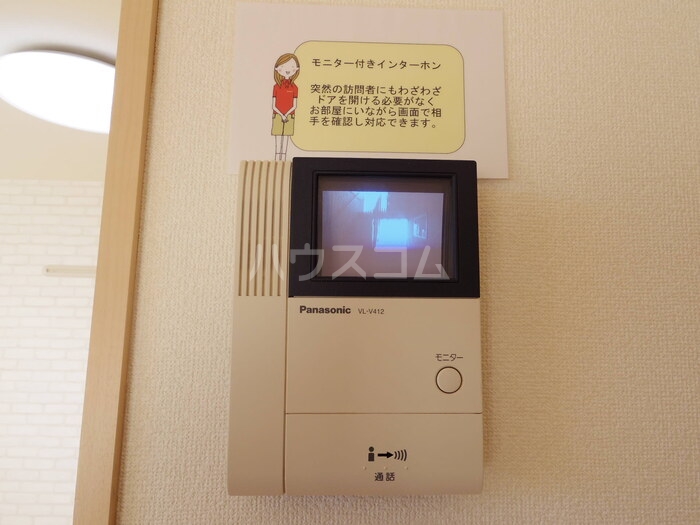 モニター付きインターホン
突然の訪問者にもわざわざ
ドアを開ける必要がなく
お部屋にいながら画面で相
手を確認し対応できます。
ハウスコム
Panasonic VL-V412
モニター
通話